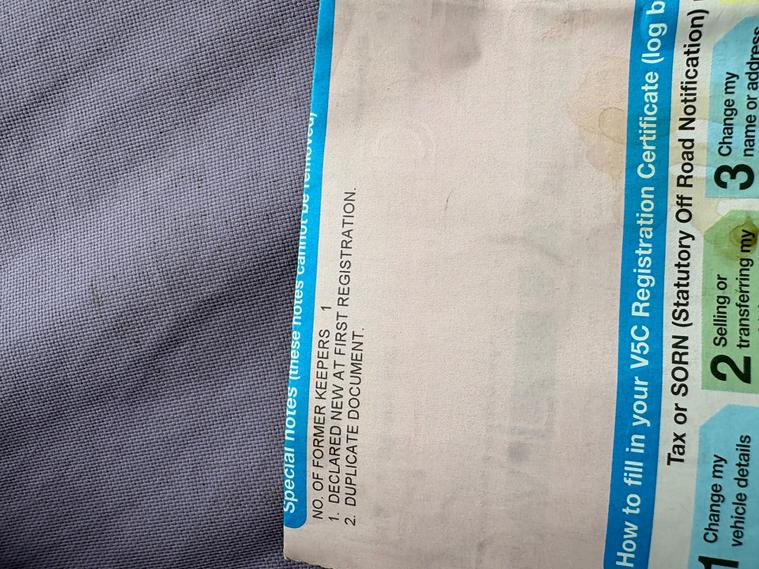 Special notes (these notes cannot be removed)
NO. OF FORMER KEEPERS 1
1. DECLARED NEW AT FIRST REGISTRATION.
2. DUPLICATE DOCUMENT.
How to fill in your V5C Registration Certificate (log b
Tax or SORN (Statutory Off Road Notification)
1 Change my
vehicle details
2 Selling or
transferring my
3 Change my
name or address